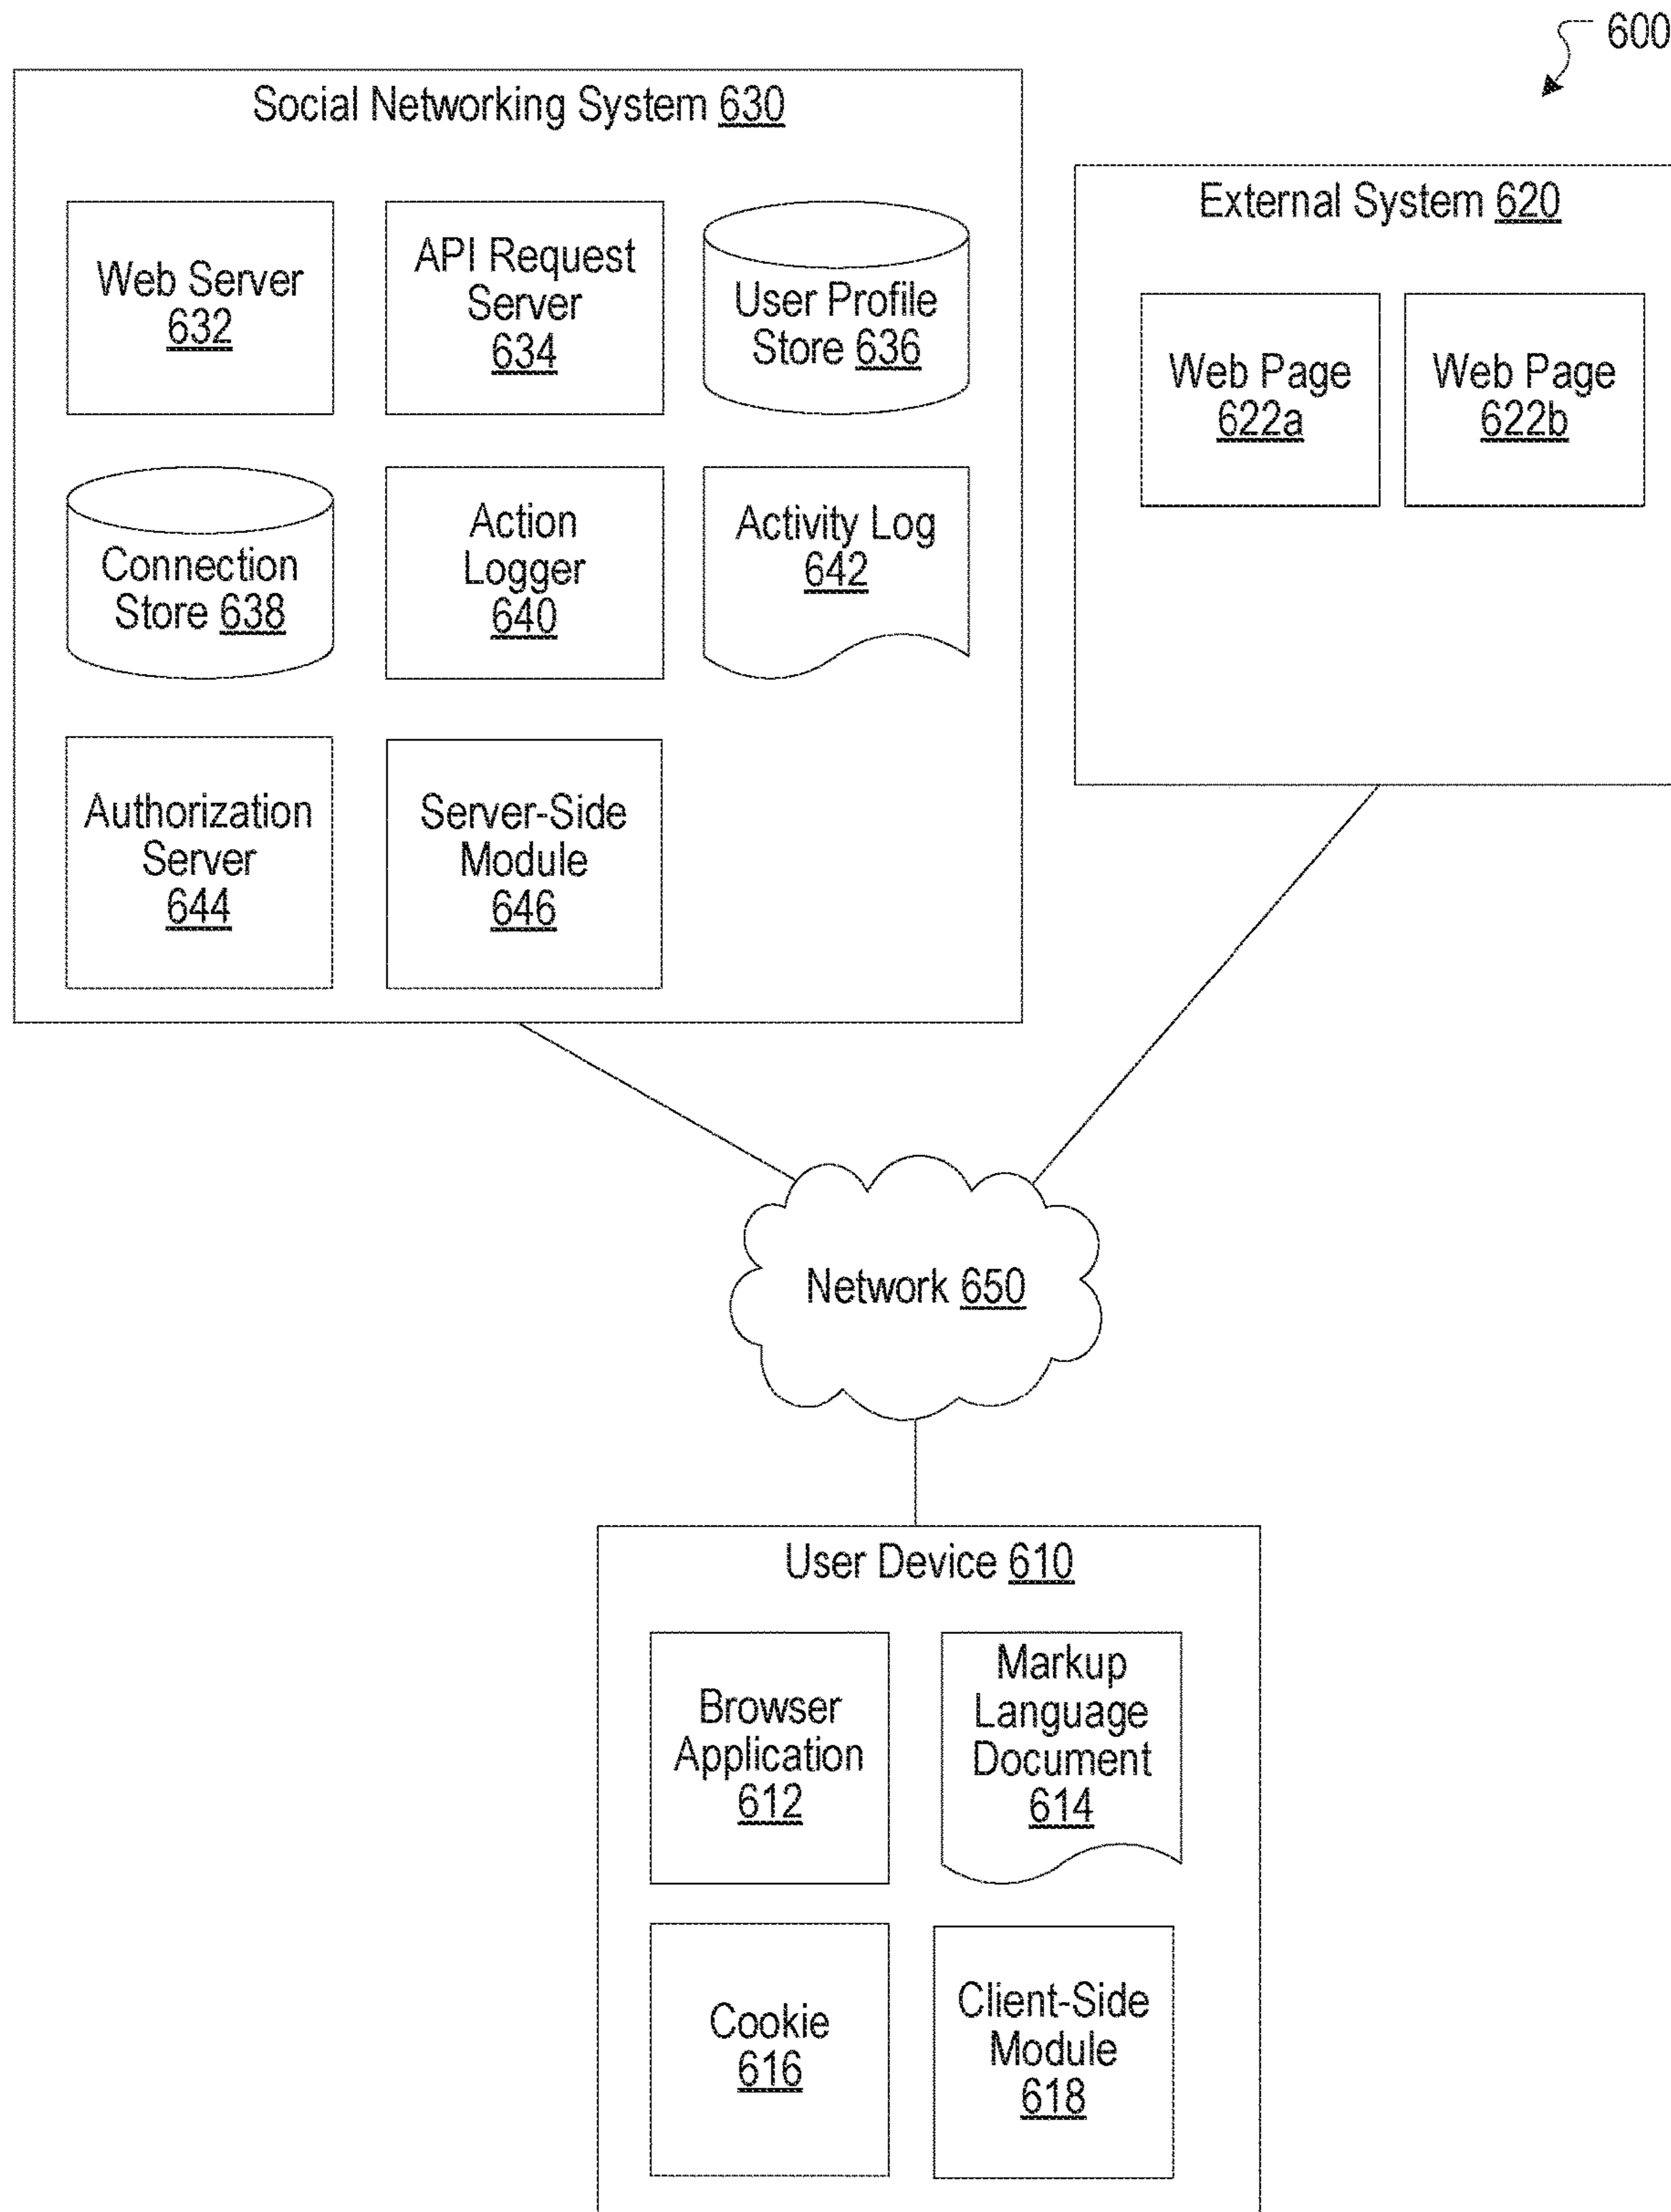 600
Social Networking System 630
Web Server
632
API Request
Server
634
User Profile
Store 636
Connection
Store 638
Action
Logger
640
Activity Log
642
Authorization
Server
644
Server-Side
Module
646
External System 620
Web Page
622a
Web Page
622b
Network 650
User Device 610
Browser
Application
612
Markup
Language
Document
614
Cookie
616
Client-Side
Module
618